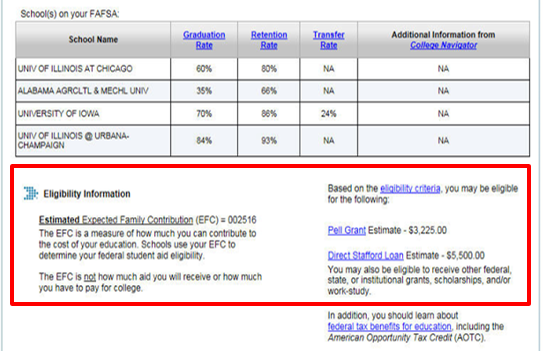 School(s) on your FAFSA:
School Name Graduation Rate Retention Rate Transfer Rate Additional Information from College Navigator
UNIV OF ILLINOIS AT CHICAGO 60% 80% NA NA
ALABAMA AGRCLTL & MECHL UNIV 35% 66% NA NA
UNIVERSITY OF IOWA 70% 86% 24% NA
UNIV OF ILLINOIS @ URBANA-CHAMPAIGN 84% 93% NA NA
Eligibility Information
Estimated Expected Family Contribution (EFC) = 002516
The EFC is a measure of how much you can contribute to
the cost of your education. Schools use your EFC to
determine your federal student aid eligibility.
The EFC is not how much aid you will receive or how much
you have to pay for college.
Based on the eligibility criteria, you may be eligible
for the following:
Pell Grant Estimate - $3,225.00
Direct Stafford Loan Estimate - $5,500.00
You may also be eligible to receive other federal,
state, or institutional grants, scholarships, and/or
work-study.
In addition, you should learn about
federal tax benefits for education, including the
American Opportunity Tax Credit (AOTC).